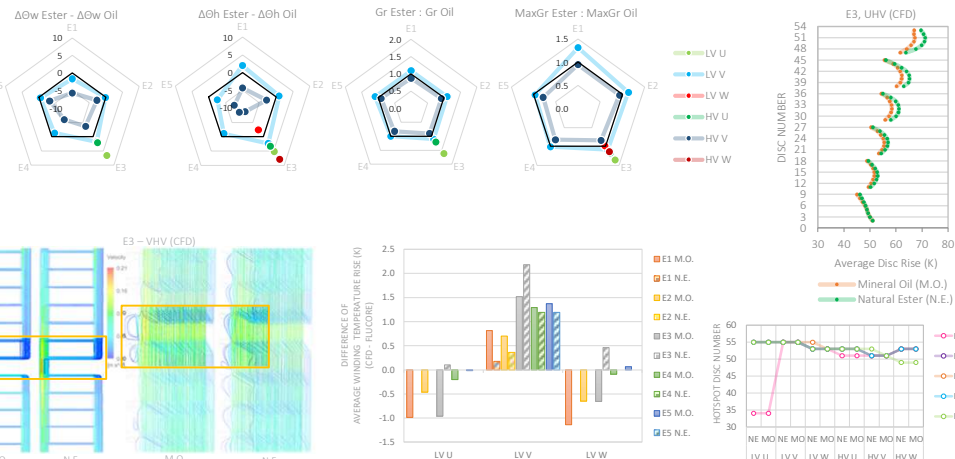 ΔΘw Ester - ΔΘw Oil
E1
10
5
0
-5
-10
E2
E3
E4
E5
ΔΘh Ester - ΔΘh Oil
E1
10
5
0
-5
-10
E2
E3
E4
E5
Gr Ester : Gr Oil
E1
2.0
1.5
1.0
0.5
0.0
E2
E3
E4
E5
MaxGr Ester : MaxGr Oil
E1
1.5
1.0
0.5
0.0
E2
E3
E4
E5
LV U
LV V
LV W
HV U
HV V
HV W
E3, UHV (CFD)
DISC NUMBER
54
51
48
45
42
39
36
33
30
27
24
21
18
15
12
9
6
3
0
30 40 50 60 70 80
Average Disc Rise (K)
Mineral Oil (M.O.)
Natural Ester (N.E.)
E3 – VHV (CFD)
Velocity
0.21
M.O.
N.E.
DIFFERENCE OF
AVERAGE WINDING TEMPERATURE RISE (K)
(CFD - FLUCORE)
2.5
2.0
1.5
1.0
0.5
0.0
-0.5
-1.0
-1.5
LV U LV V LV W
E1 M.O.
E1 N.E.
E2 M.O.
E2 N.E.
E3 M.O.
E3 N.E.
E4 M.O.
E4 N.E.
E5 M.O.
E5 N.E.
HOTSPOT DISC NUMBER
60
55
50
45
40
35
30
NE MO NE MO NE MO NE MO NE MO NE MO
LV U LV V LV W HV U HV V HV W